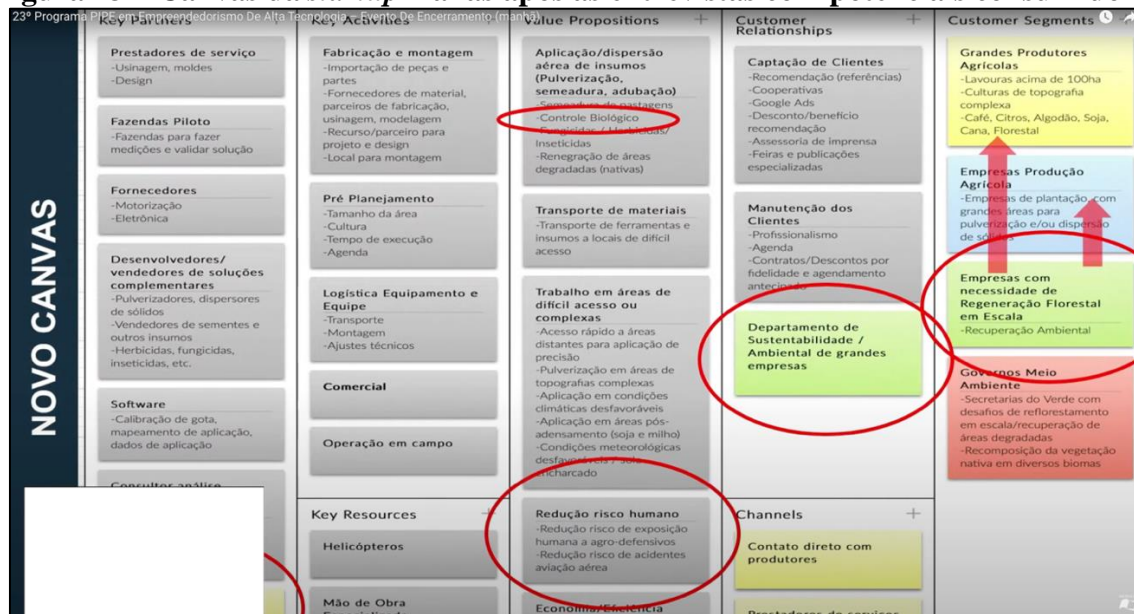 23º Programa PIPE em Empreendedorismo De Alta Tecnologia - Evento De Encerramento (manhã)
NOVO CANVAS
Key Partners
Prestadores de serviço
-Usinagem, moldes
-Design
Fazendas Piloto
-Fazendas para fazer
medições e validar solução
Fornecedores
-Motorização
-Eletrônica
Desenvolvedores/
vendedores de soluções
complementares
-Pulverizadores, dispersores
de sólidos
-Vendedores de sementes e
outros insumos
-Herbicidas, fungicidas,
inseticidas, etc.
Software
-Calibração de gota,
mapeamento de aplicação,
dados de aplicação
Consultor análise
Key Activities
Fabricação e montagem
-Importação de peças e
partes
-Fornecedores de material,
parceiros de fabricação,
usinagem, modelagem
-Recurso/parceiro para
projeto e design
-Local para montagem
Pré Planejamento
-Tamanho da área
-Cultura
-Tempo de execução
-Agenda
Logística Equipamento e
Equipe
-Transporte
-Montagem
-Ajustes técnicos
Comercial
Operação em campo
Key Resources
Helicópteros
Mão de Obra
Value Propositions
Aplicação/dispersão
aérea de insumos
(Pulverização,
semeadura, adubação)
-Semeadura de pastagens
-Controle Biológico
-Fungisidas / Herbicidas/
Inseticidas
-Renegração de áreas
degradadas (nativas)
Transporte de materiais
-Transporte de ferramentas e
insumos a locais de difícil
acesso
Trabalho em áreas de
difícil acesso ou
complexas
-Acesso rápido a áreas
distantes para aplicação de
precisão
-Pulverização em áreas de
topografias complexas
-Aplicação em condições
climáticas desfavoráveis
-Aplicação em áreas pós-
adensamento (soja e milho)
-Condições meteorológicas
desfavoráveis / solo
encharcado
Redução risco humano
-Redução risco de exposição
humana a agro-defensivos
-Redução risco de acidentes
aviação aérea
Economia/Eficiência
Customer
Relationships
Captação de Clientes
-Recomendação (referências)
-Cooperativas
-Google Ads
-Desconto/benefício
recomendação
-Assessoria de imprensa
-Feiras e publicações
especializadas
Manutenção dos
Clientes
-Profissionalismo
-Agenda
-Contratos/Descontos por
fidelidade e agendamento
antecipado
Departamento de
Sustentabilidade /
Ambiental de grandes
empresas
Channels
Contato direto com
produtores
Prestadores de serviços
Customer Segments
Grandes Produtores
Agrícolas
-Lavouras acima de 100ha
-Culturas de topografia
complexa
-Café, Citros, Algodão, Soja,
Cana, Florestal
Empresas Produção
Agrícola
-Empresas de plantação, com
grandes áreas para
pulverização e/ou dispersão
de sólidos
Empresas com
necessidade de
Regeneração Florestal
em Escala
-Recuperação Ambiental
Governos Meio
Ambiente
-Secretarias do Verde com
desafios de reflorestamento
em escala/recuperação de
áreas degradadas
-Recomposição da vegetação
nativa em diversos biomas